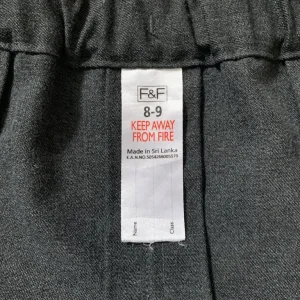 F&F
8-9
KEEP AWAY
FROM FIRE
Made in Sri Lanka
Name
Class